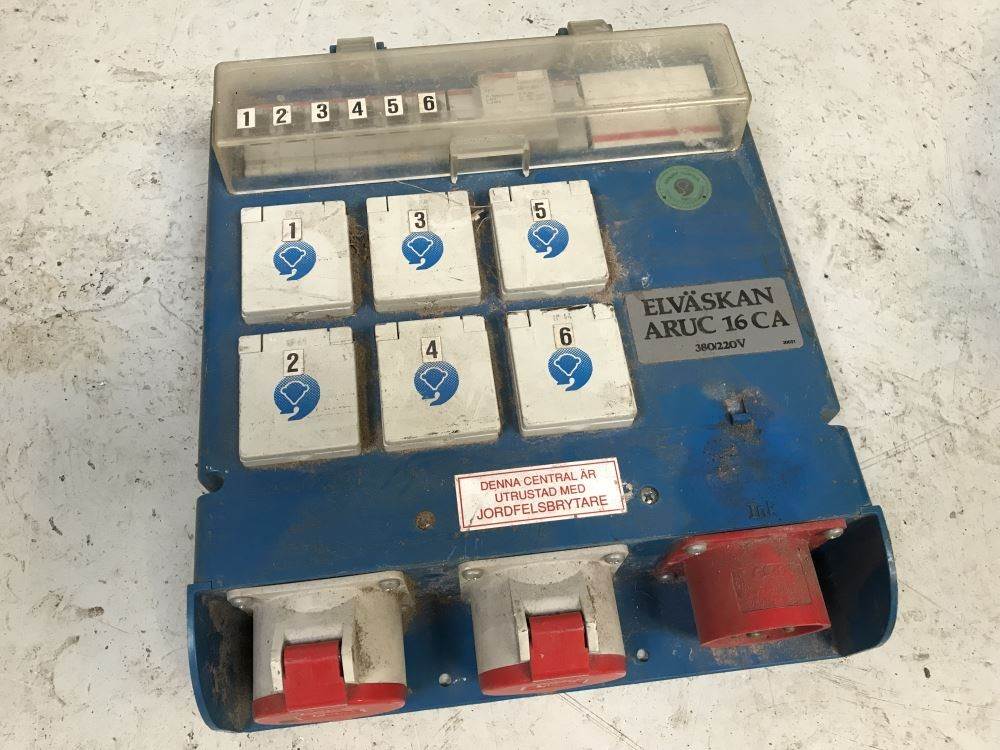 1 2 3 4 5 6
1 3 5
2 4 6
ELVÄSKAN
ARUC 16 CA
380/220V
DENNA CENTRAL ÄR
UTRUSTAD MED
JORDFELSBRYTARE
Ink